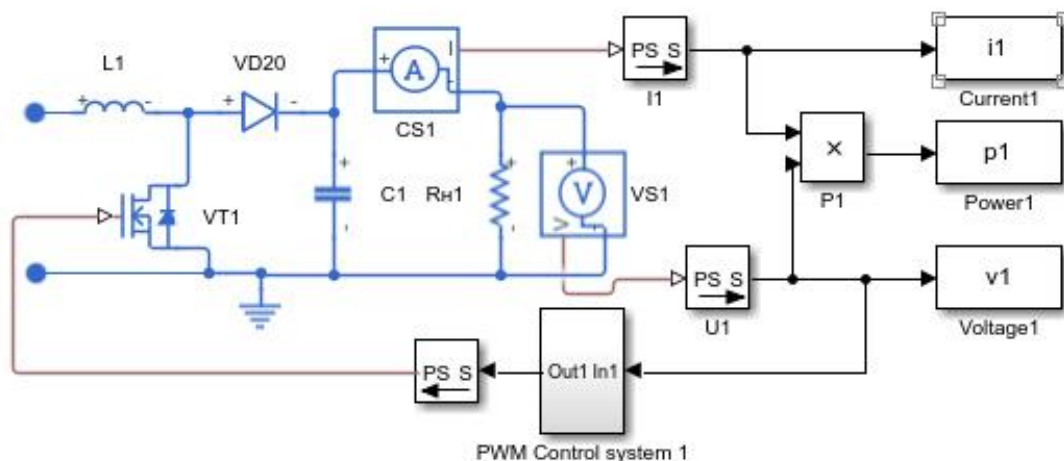 L1
VD20
+
-
+
-
+
A
I
-
CS1
PS S
I1
i1
Current1
×
P1
p1
Power1
VT1
+
-
C1
RН1
+
-
+
V
V
-
VS1
PS S
U1
v1
Voltage1
PS S
Out1 In1
PWM Control system 1